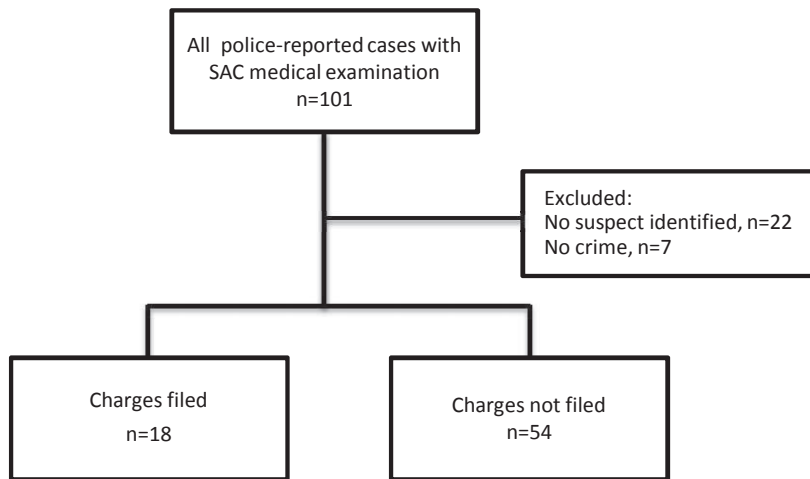 All police-reported cases with
SAC medical examination
n=101
Excluded:
No suspect identified, n=22
No crime, n=7
Charges filed
n=18
Charges not filed
n=54